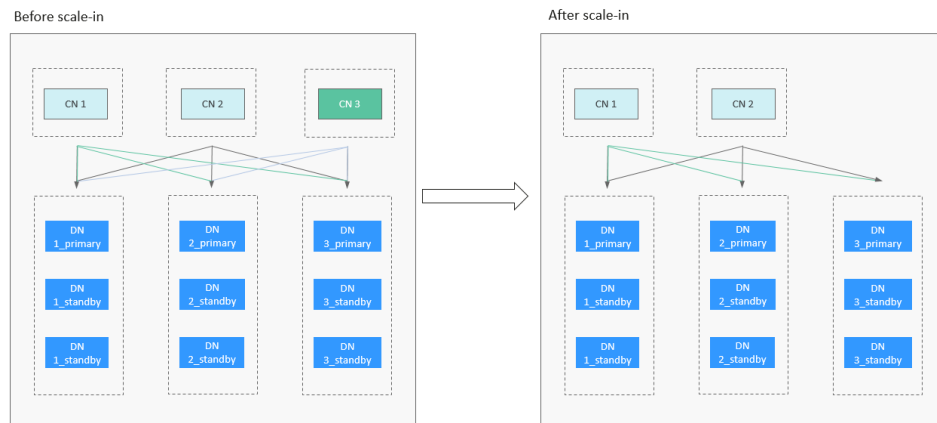 Before scale-in
CN 1
CN 2
CN 3
DN
1_primary
DN
2_primary
DN
3_primary
DN
1_standby
DN
2_standby
DN
3_standby
DN
1_standby
DN
2_standby
DN
3_standby
After scale-in
CN 1
CN 2
DN
1_primary
DN
2_primary
DN
3_primary
DN
1_standby
DN
2_standby
DN
3_standby
DN
1_standby
DN
2_standby
DN
3_standby